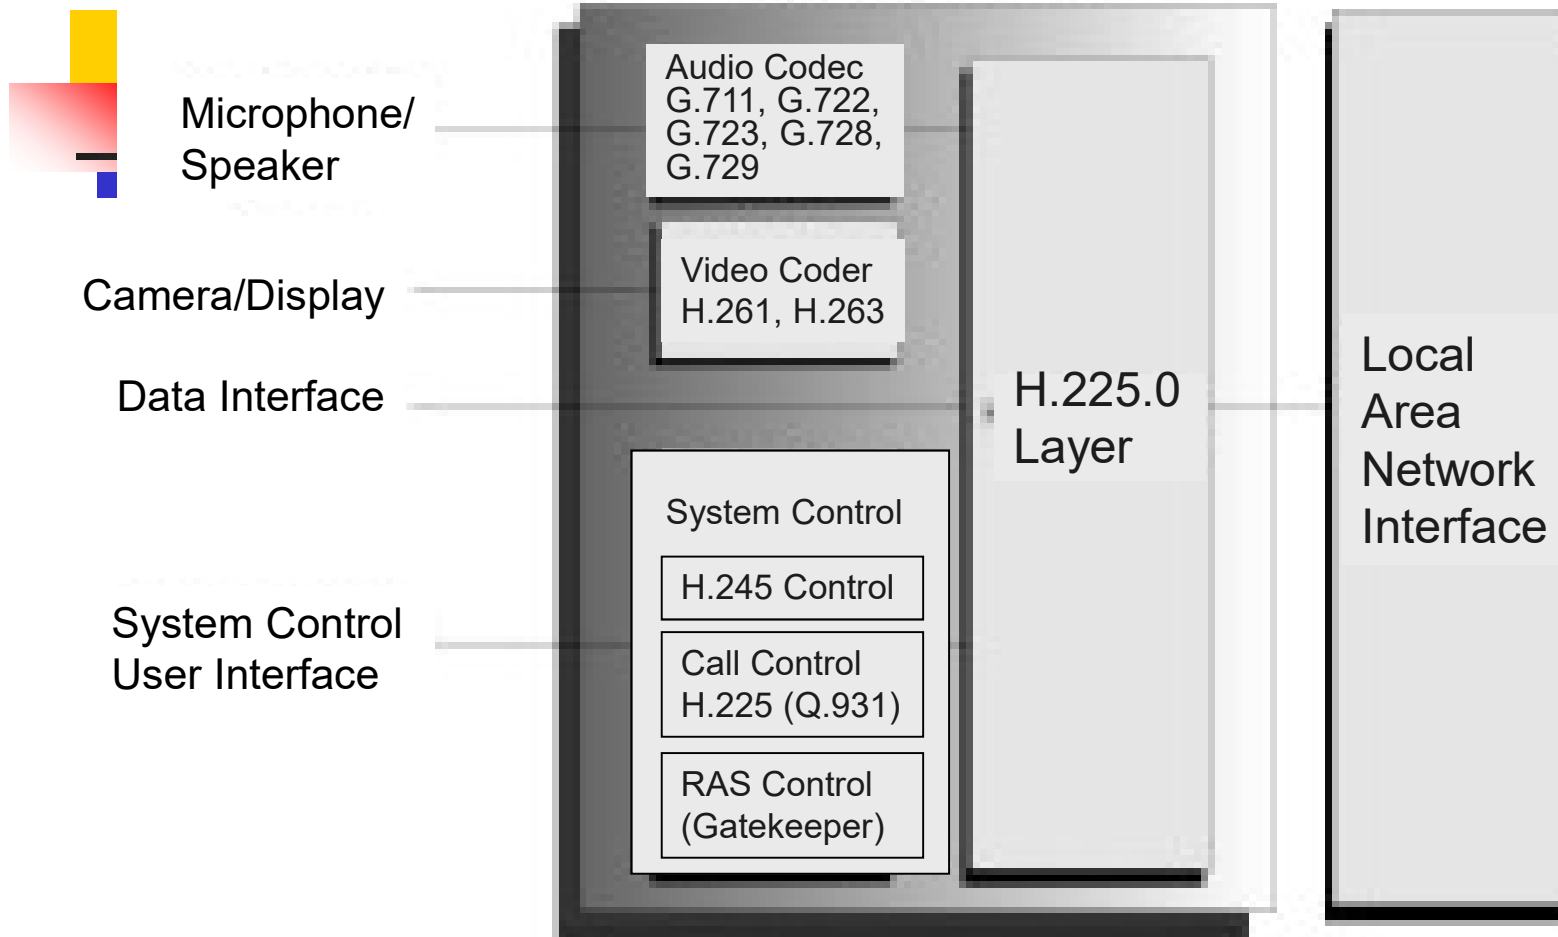 Microphone/
Speaker
Camera/Display
Data Interface
System Control
User Interface
Audio Codec
G.711, G.722,
G.723, G.728,
G.729
Video Coder
H.261, H.263
System Control
H.245 Control
Call Control
H.225 (Q.931)
RAS Control
(Gatekeeper)
H.225.0
Layer
Local
Area
Network
Interface